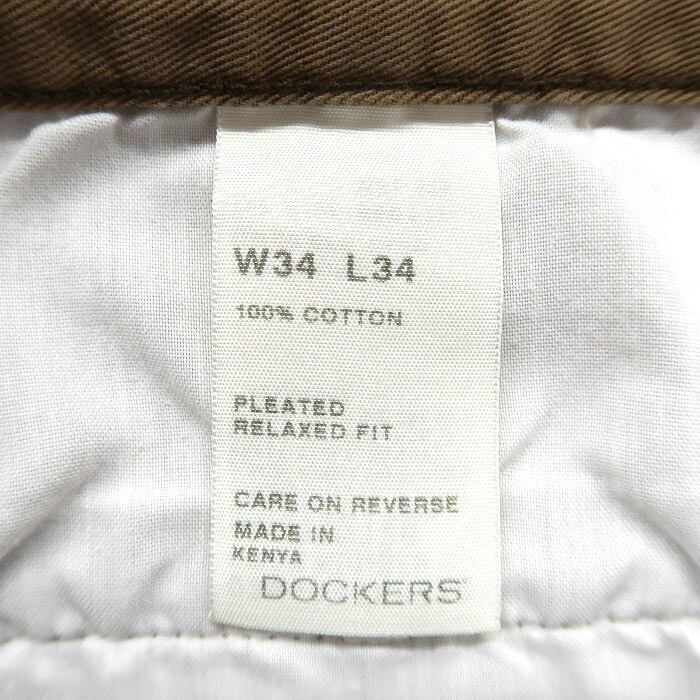 W34 L34
100% COTTON
PLEATED
RELAXED FIT
CARE ON REVERSE
MADE IN
KENYA
DOCKERS